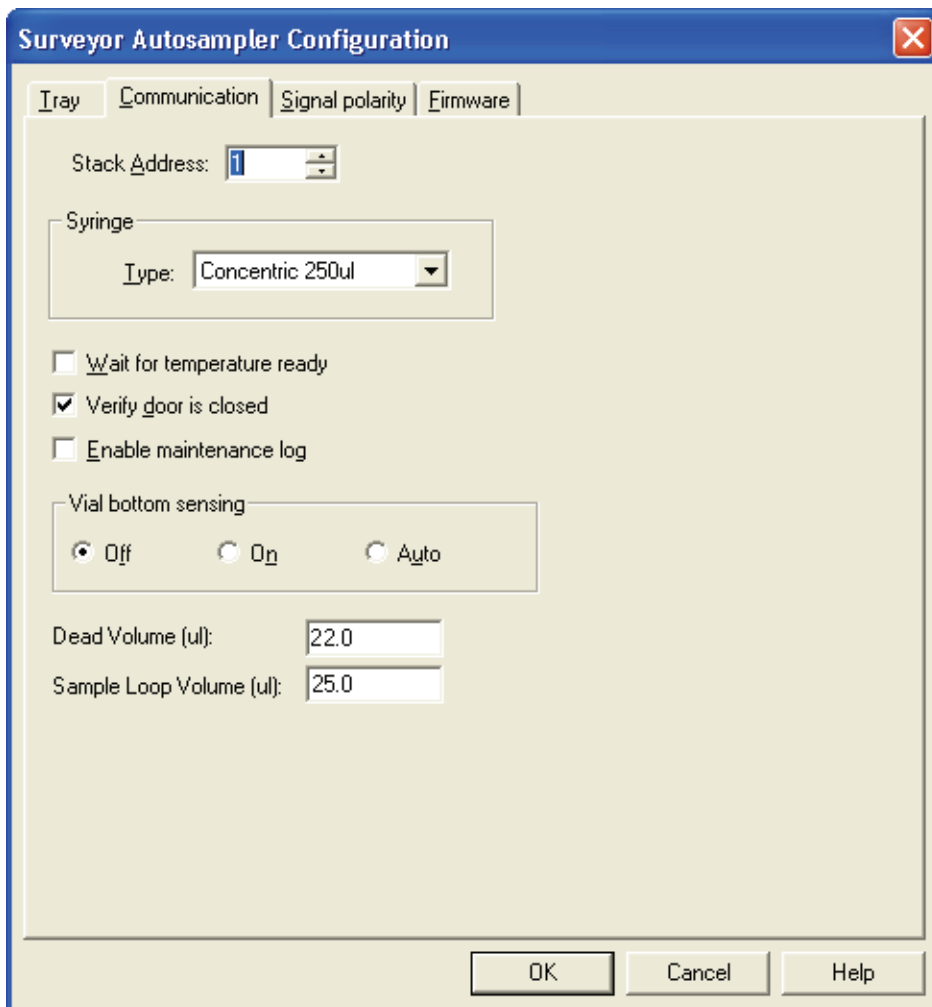 Surveyor Autosampler Configuration
Tray Communication Signal polarity Firmware
Stack Address: 1
Syringe
Type: Concentric 250ul
Wait for temperature ready
Verify door is closed
Enable maintenance log
Vial bottom sensing
Off On Auto
Dead Volume (ul): 22.0
Sample Loop Volume (ul): 25.0
OK Cancel Help